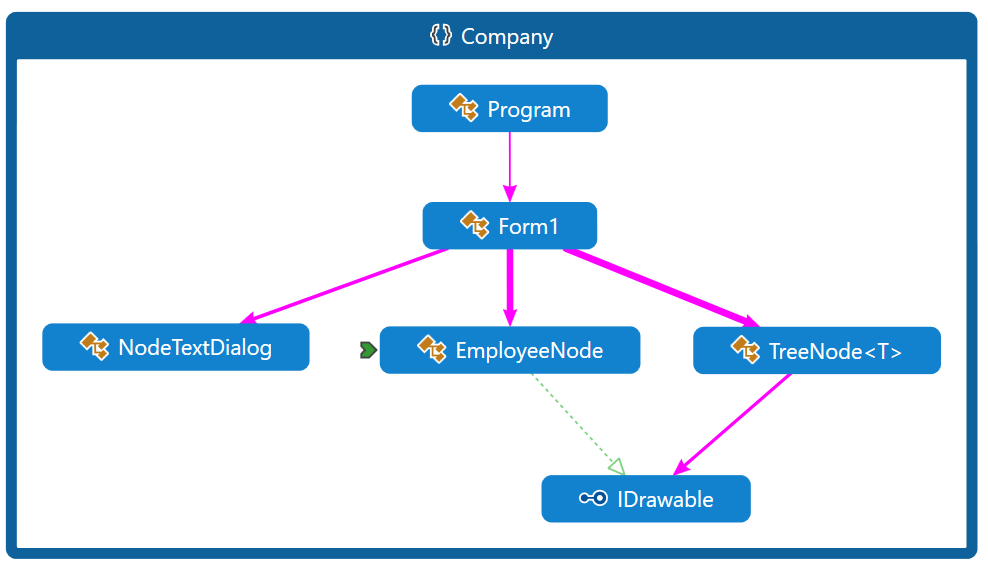 Company
Program
Form1
NodeTextDialog
EmployeeNode
TreeNode<T>
IDrawable